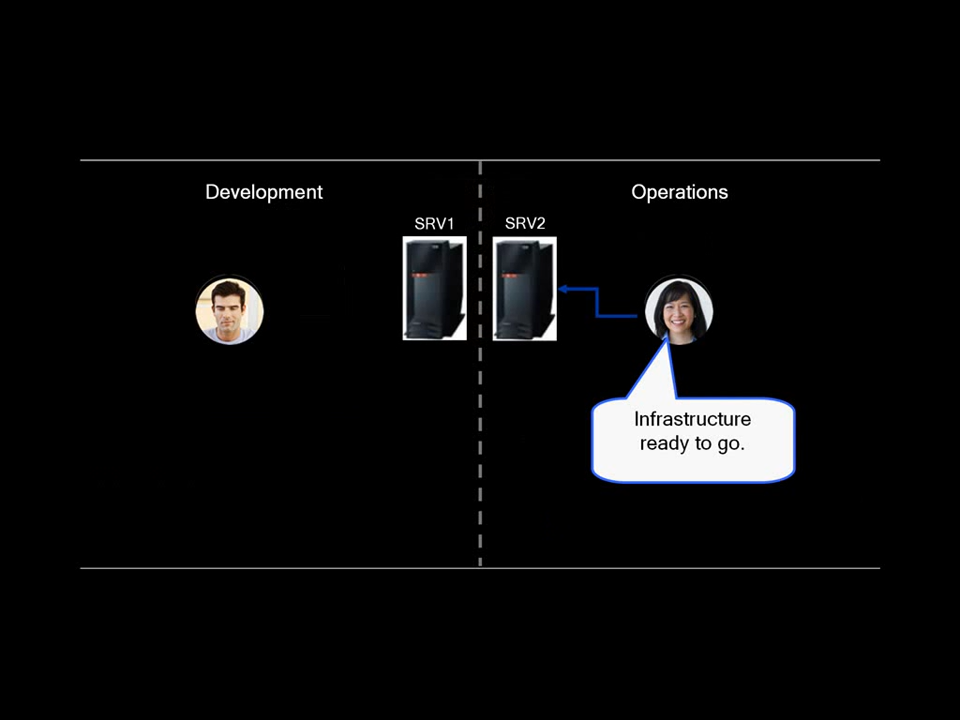 Development
Operations
SRV1
SRV2
Infrastructure
ready to go.